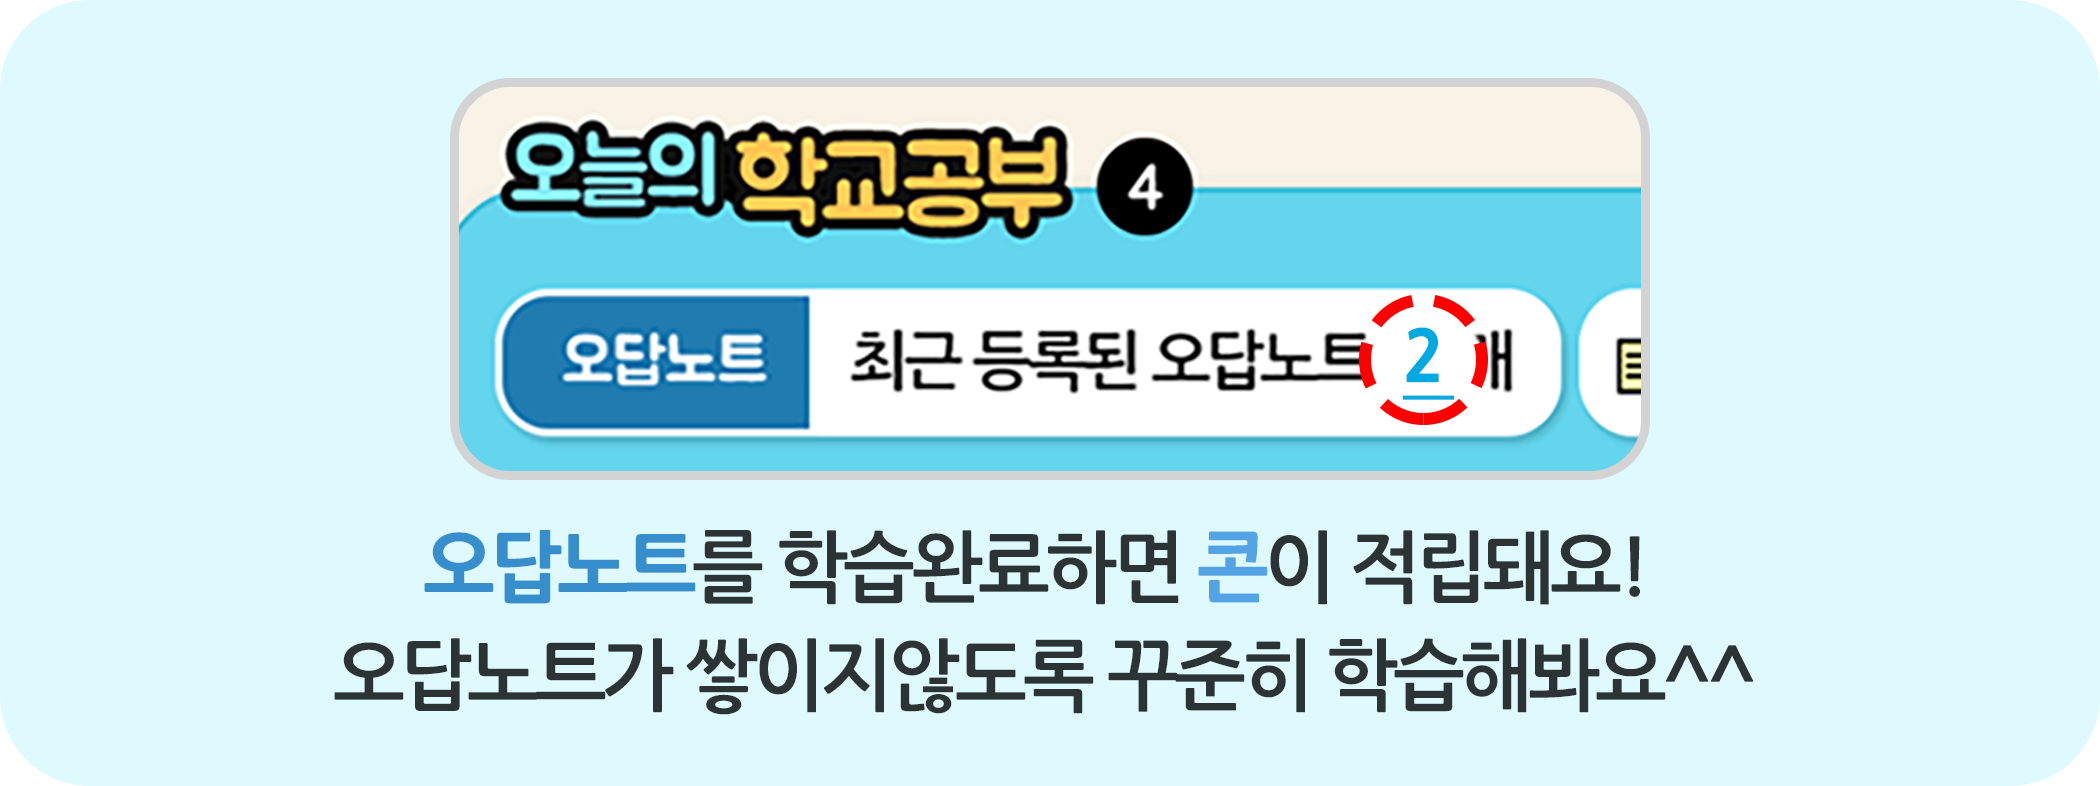 오늘의 학교공부 4
오답노트 최근 등록된 오답노트 2 개
오답노트를 학습완료하면 콘이 적립돼요!
오답노트가 쌓이지않도록 꾸준히 학습해봐요^^